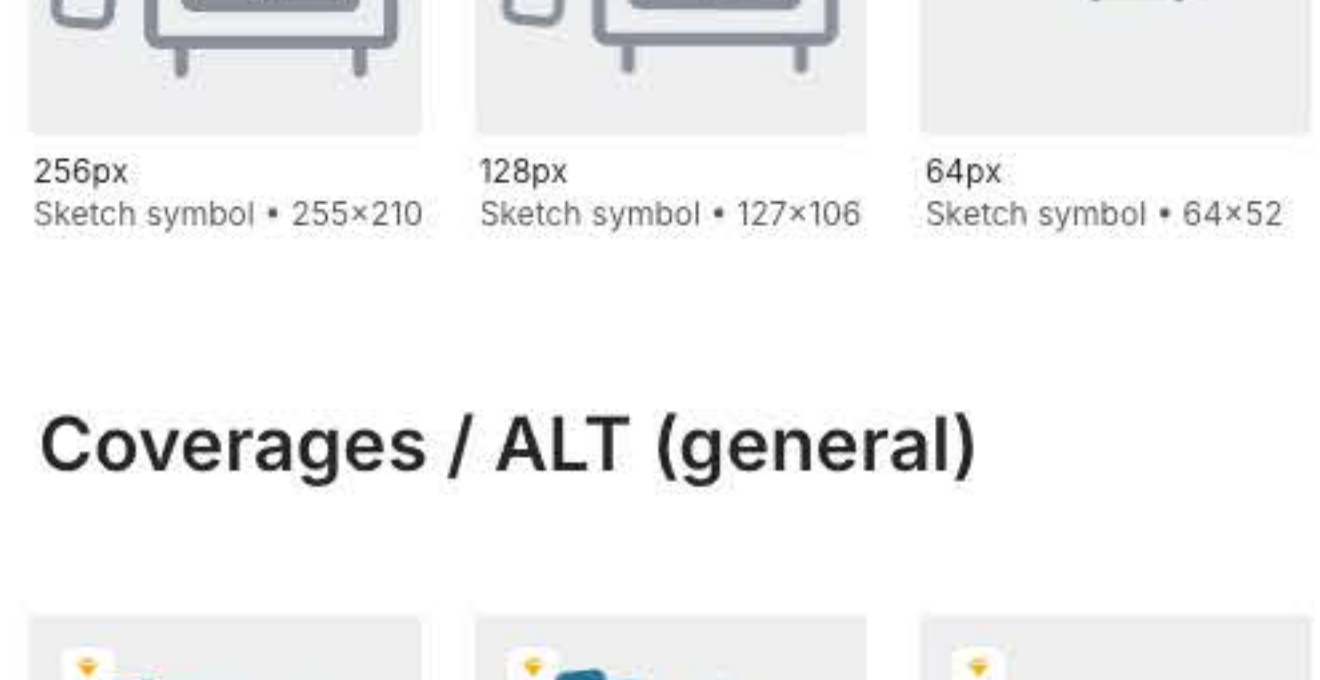 256px
Sketch symbol • 255×210
128px
Sketch symbol • 127×106
64px
Sketch symbol • 64×52
Coverages / ALT (general)